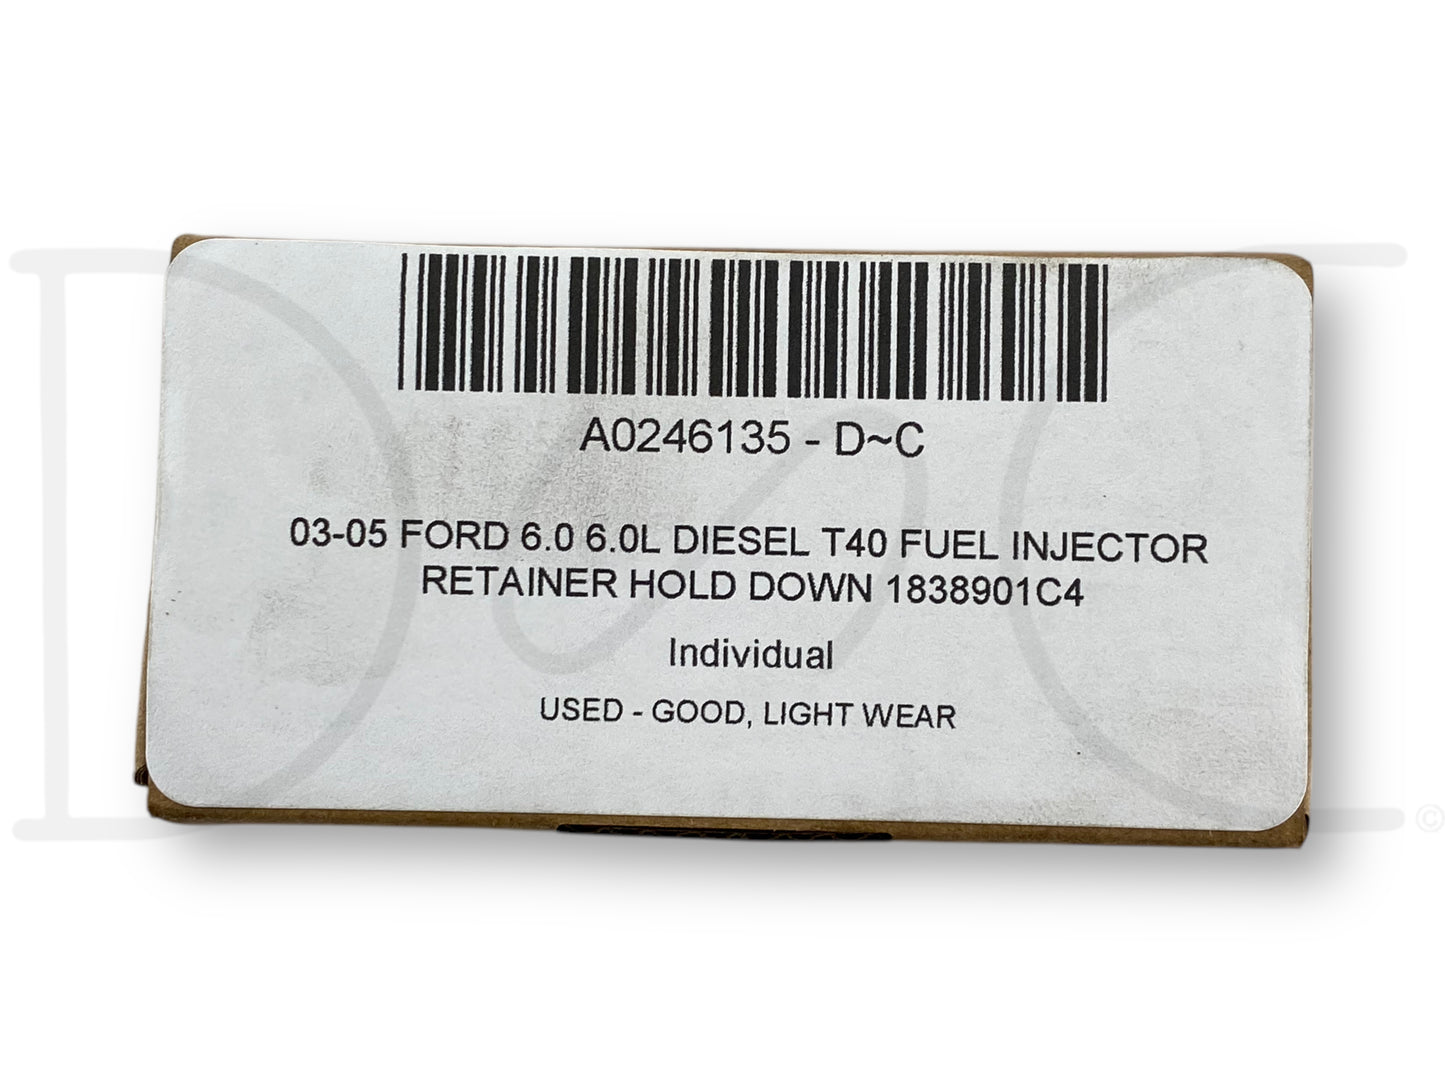 A0246135 - D~C
03-05 FORD 6.0 6.0L DIESEL T40 FUEL INJECTOR
RETAINER HOLD DOWN 1838901C4
Individual
USED - GOOD, LIGHT WEAR
©